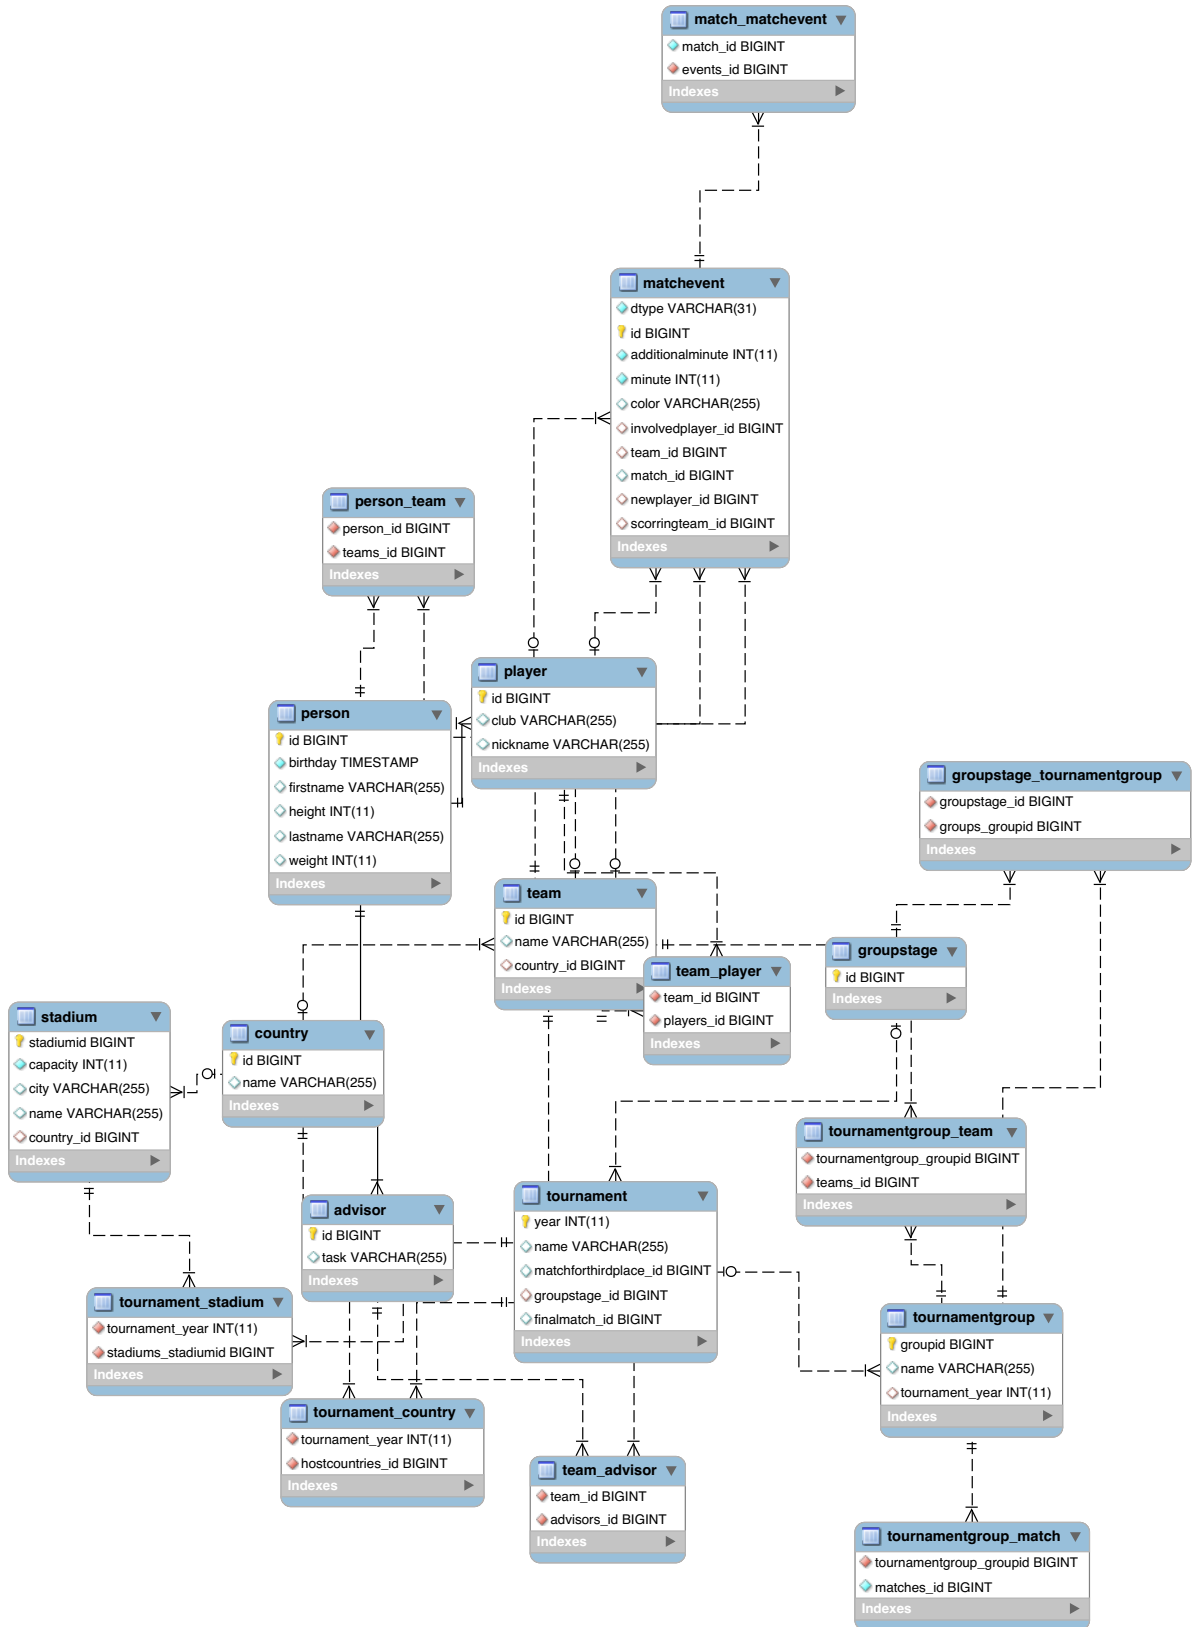 match_matchevent
match_id BIGINT
events_id BIGINT
Indexes
matchevent
dtype VARCHAR(31)
id BIGINT
additionalminute INT(11)
minute INT(11)
color VARCHAR(255)
involvedplayer_id BIGINT
team_id BIGINT
match_id BIGINT
newplayer_id BIGINT
scorringteam_id BIGINT
Indexes
person_team
person_id BIGINT
teams_id BIGINT
Indexes
player
id BIGINT
club VARCHAR(255)
nickname VARCHAR(255)
Indexes
person
id BIGINT
birthday TIMESTAMP
firstname VARCHAR(255)
height INT(11)
lastname VARCHAR(255)
weight INT(11)
Indexes
groupstage_tournamentgroup
groupstage_id BIGINT
groups_groupid BIGINT
Indexes
team
id BIGINT
name VARCHAR(255)
country_id BIGINT
Indexes
team_player
team_id BIGINT
players_id BIGINT
Indexes
groupstage
id BIGINT
Indexes
stadium
stadiumid BIGINT
capacity INT(11)
city VARCHAR(255)
name VARCHAR(255)
country_id BIGINT
Indexes
country
id BIGINT
name VARCHAR(255)
Indexes
tournamentgroup_team
tournamentgroup_groupid BIGINT
teams_id BIGINT
Indexes
advisor
id BIGINT
task VARCHAR(255)
Indexes
tournament
year INT(11)
name VARCHAR(255)
matchforthirdplace_id BIGINT
groupstage_id BIGINT
finalmatch_id BIGINT
Indexes
tournament_stadium
tournament_year INT(11)
stadiums_stadiumid BIGINT
Indexes
tournamentgroup
groupid BIGINT
name VARCHAR(255)
tournament_year INT(11)
Indexes
tournament_country
tournament_year INT(11)
hostcountries_id BIGINT
Indexes
team_advisor
team_id BIGINT
advisors_id BIGINT
Indexes
tournamentgroup_match
tournamentgroup_groupid BIGINT
matches_id BIGINT
Indexes